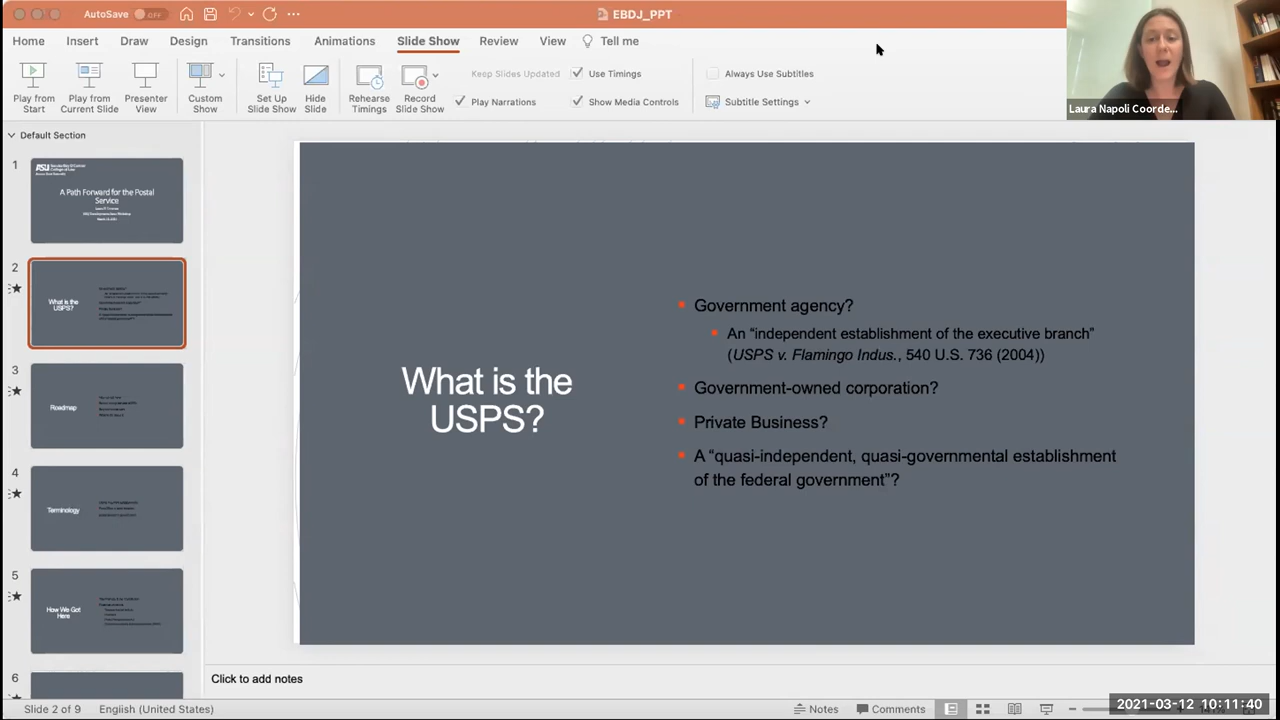 AutoSave OFF
EBDJ_PPT
Home Insert Draw Design Transitions Animations Slide Show Review View Tell me
Play from Start
Play from Current Slide
Presenter View
Custom Show
Set Up Slide Show
Hide Slide
Rehearse Timings
Record Slide Show
Keep Slides Updated
Use Timings
Play Narrations
Show Media Controls
Always Use Subtitles
Subtitle Settings
Laura Napoli Coorde...
Default Section
1
A Path Forward for the Postal
Service
2
What is the
USPS?
3
Roadmap
4
Terminology
5
How We Got
Here
6
What is the
USPS?
Government agency?
An “independent establishment of the executive branch”
(USPS v. Flamingo Indus., 540 U.S. 736 (2004))
Government-owned corporation?
Private Business?
A “quasi-independent, quasi-governmental establishment
of the federal government”?
Click to add notes
Slide 2 of 9 English (United States)
Notes Comments
2021-03-12 10:11:40